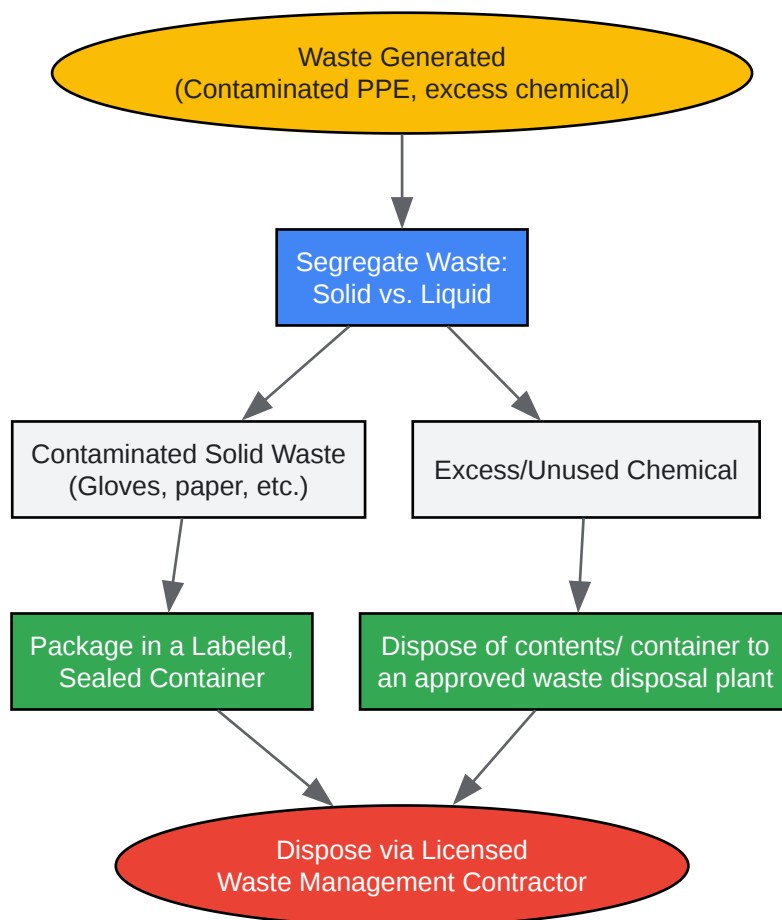 Waste Generated
(Contaminated PPE, excess chemical)
Segregate Waste:
Solid vs. Liquid
Contaminated Solid Waste
(Gloves, paper, etc.)
Excess/Unused Chemical
Package in a Labeled,
Sealed Container
Dispose of contents/ container to
an approved waste disposal plant
Dispose via Licensed
Waste Management Contractor